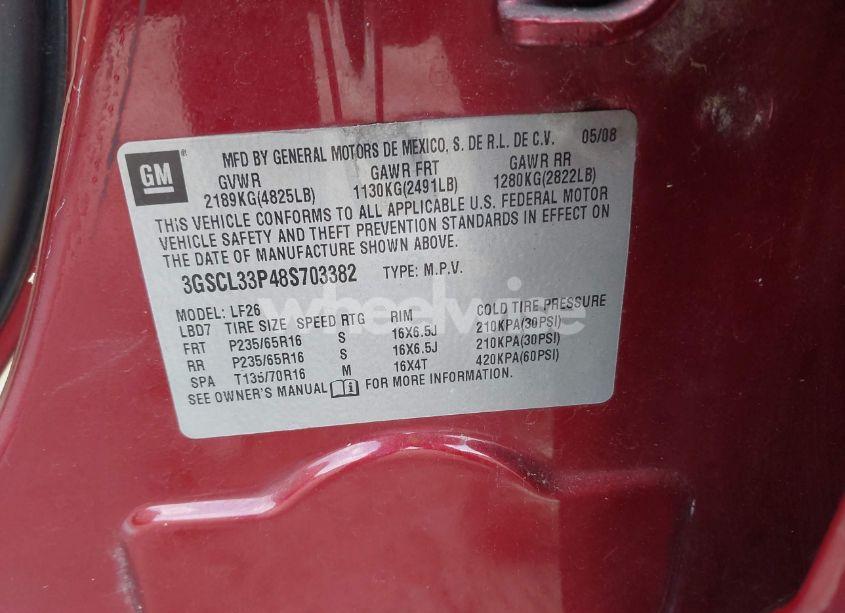 GM
MFD BY GENERAL MOTORS DE MEXICO, S. DE R.L. DE C.V. 05/08
GVWR GAWR FRT GAWR RR
2189KG(4825LB) 1130KG(2491LB) 1280KG(2822LB)
THIS VEHICLE CONFORMS TO ALL APPLICABLE U.S. FEDERAL MOTOR
VEHICLE SAFETY AND THEFT PREVENTION STANDARDS IN EFFECT ON
THE DATE OF MANUFACTURE SHOWN ABOVE.
3GSCL33P48S703382 TYPE: M.P.V.
MODEL: LF26
LBD7 TIRE SIZE SPEED RTG RIM COLD TIRE PRESSURE
FRT P235/65R16 S 16X6.5J 210KPA(30PSI)
RR P235/65R16 S 16X6.5J 210KPA(30PSI)
SPA T135/70R16 M 16X4T 420KPA(60PSI)
SEE OWNER'S MANUAL FOR MORE INFORMATION.
wheelwise